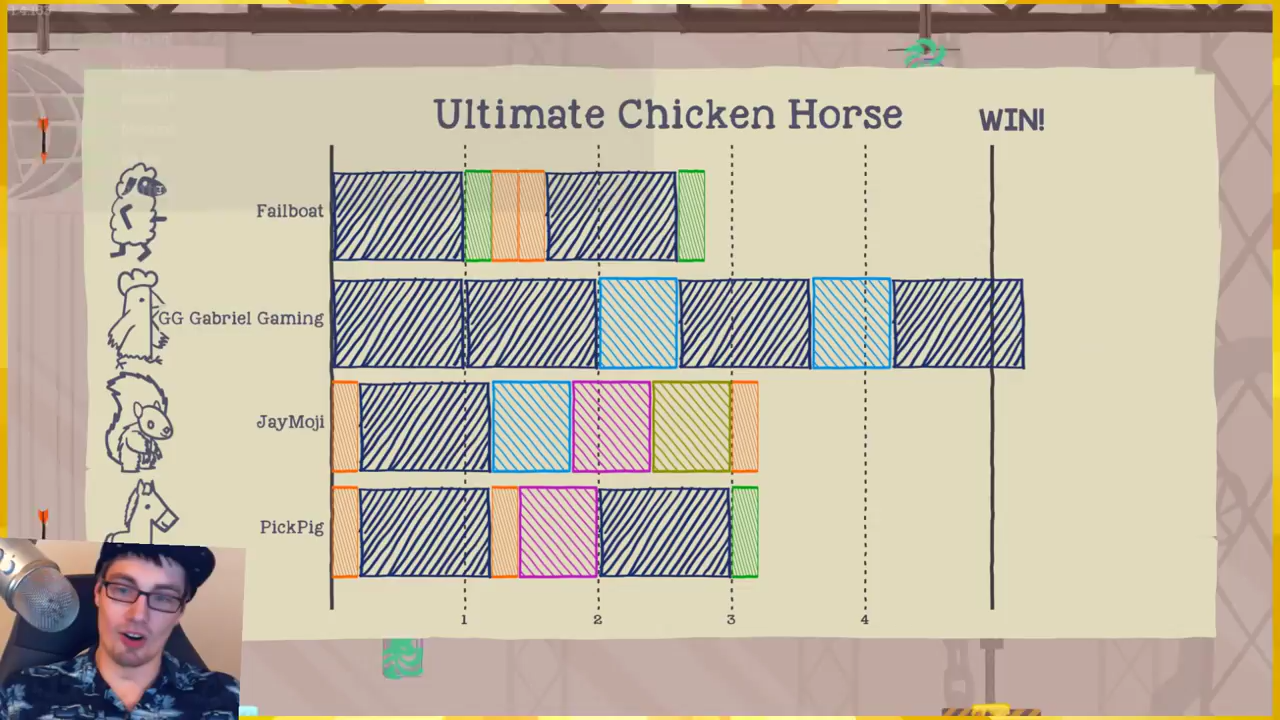 Ultimate Chicken Horse
WIN!
Failboat
GG Gabriel Gaming
JayMoji
PickPig
1
2
3
4